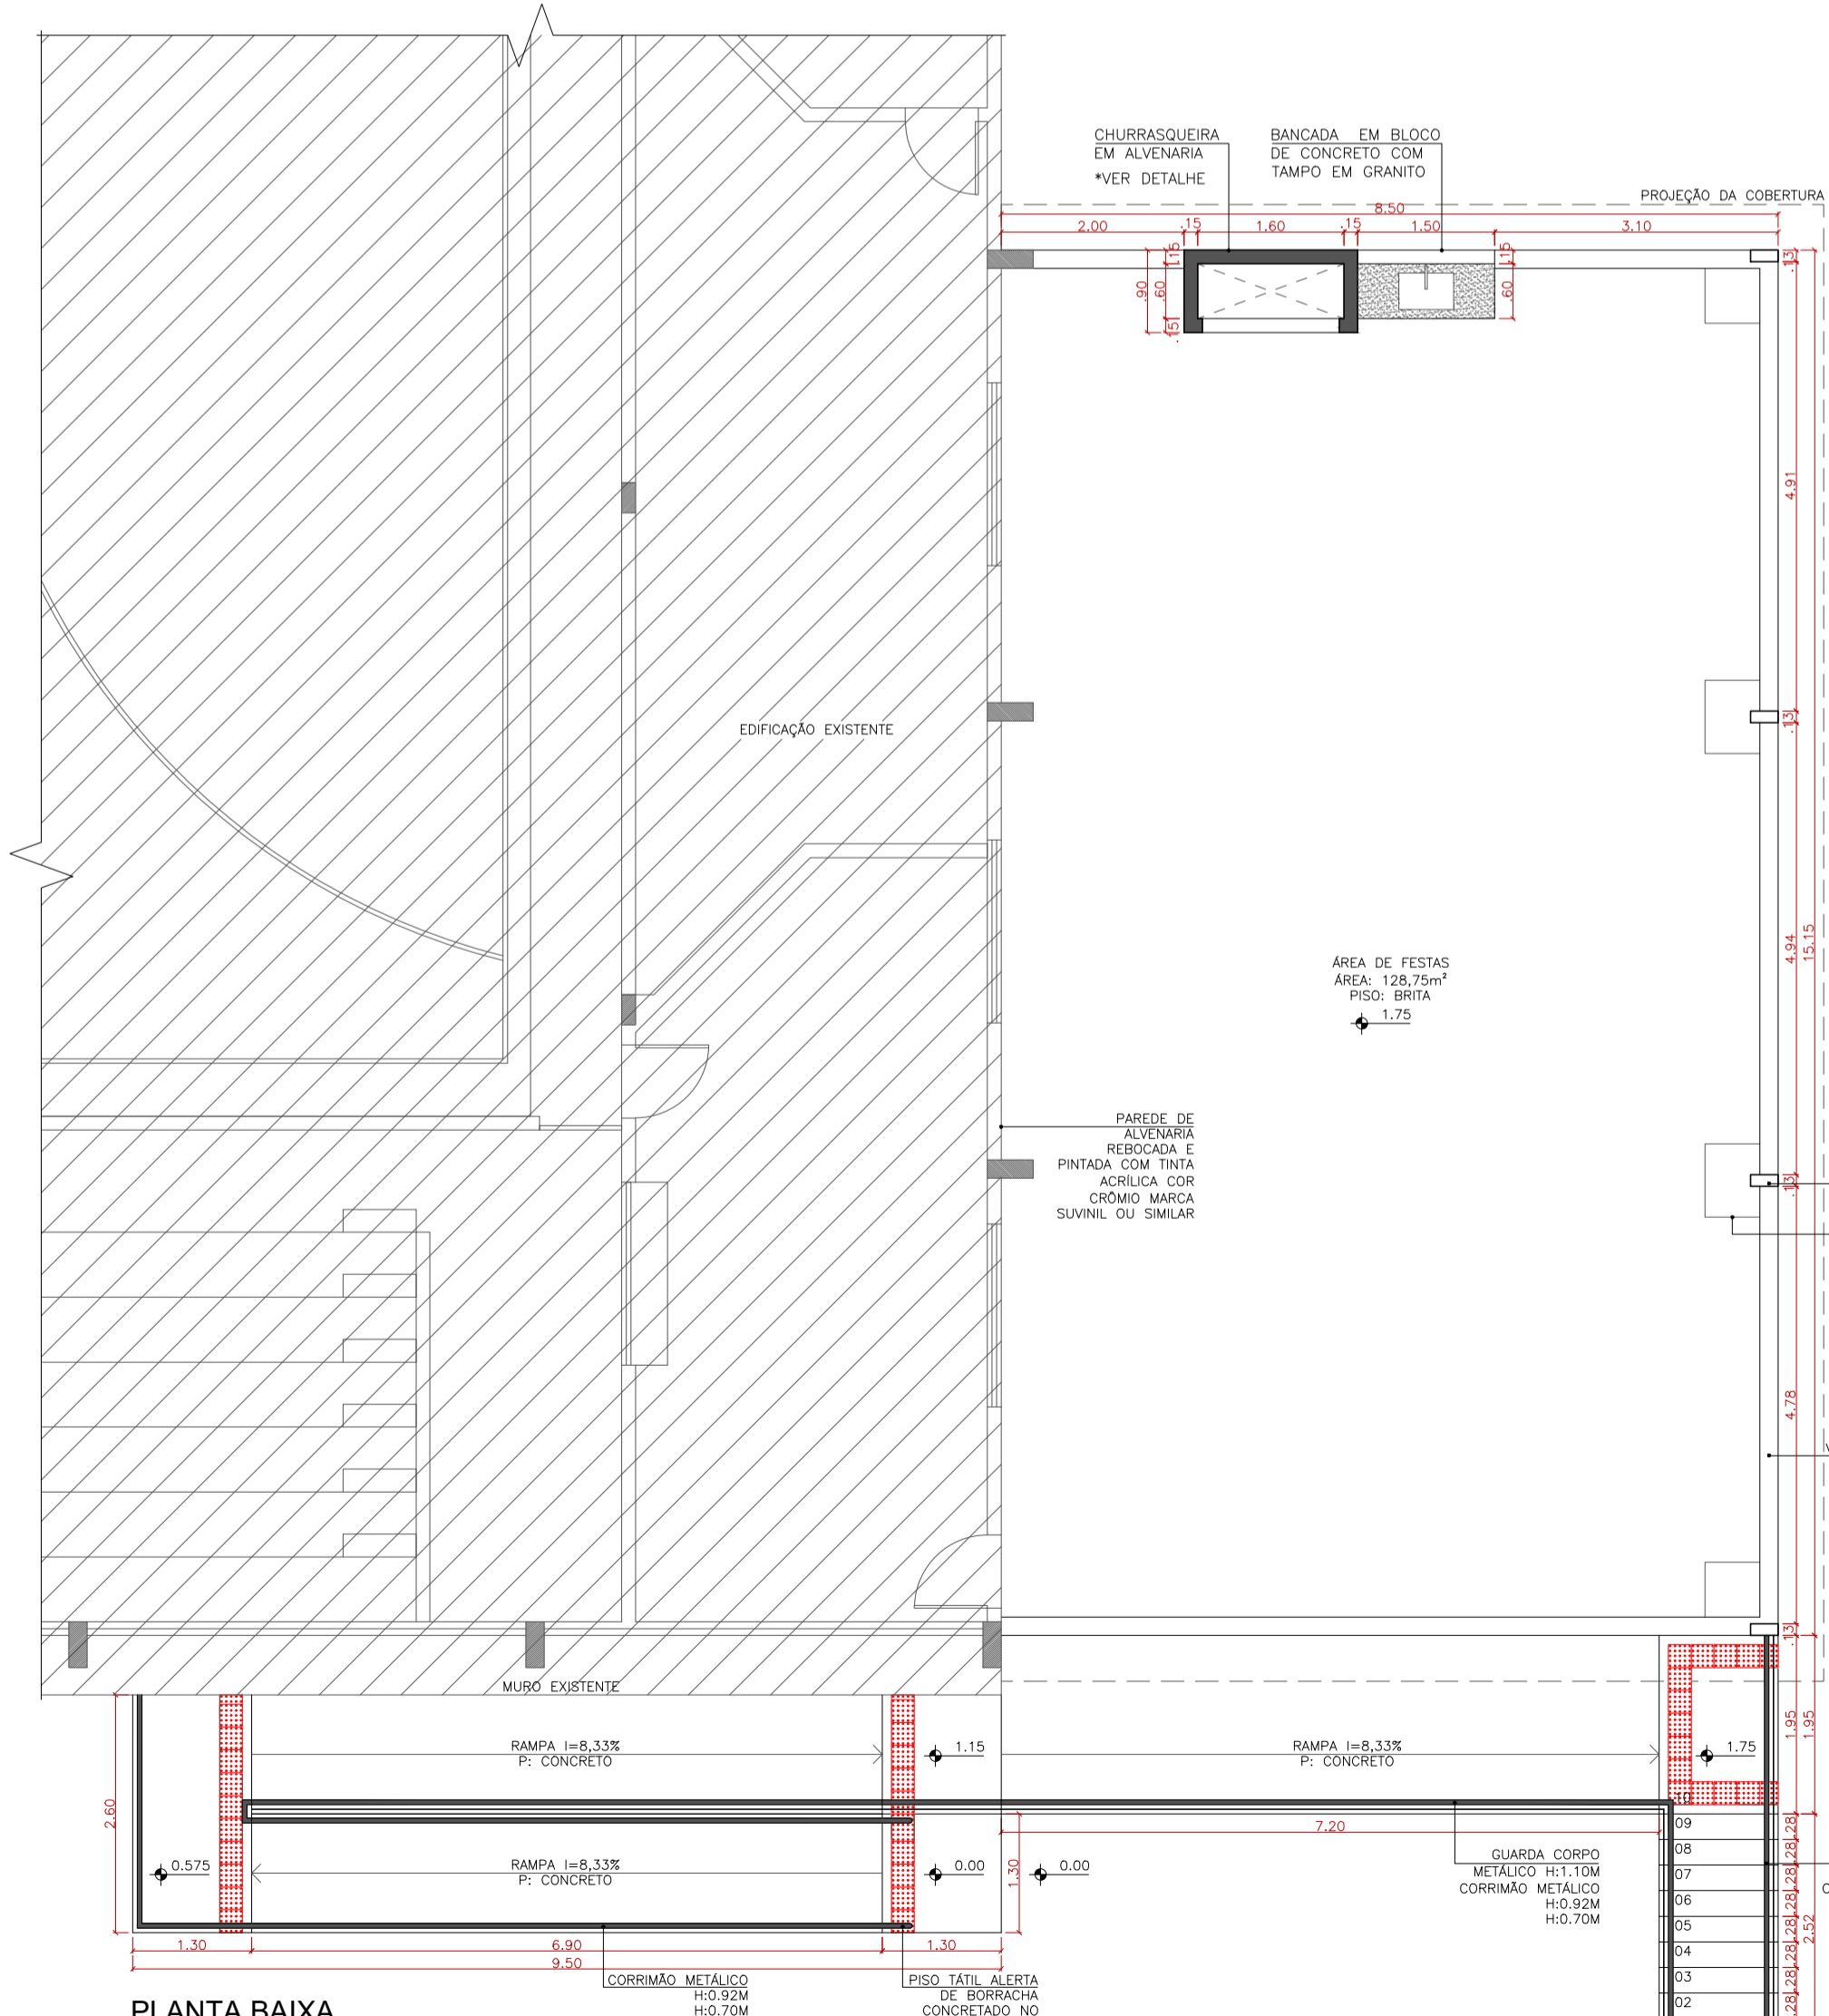 CHURRASQUEIRA
EM ALVENARIA
*VER DETALHE
BANCADA EM BLOCO
DE CONCRETO COM
TAMPO EM GRANITO
PROJEÇÃO DA COBERTURA
8.50
2.00
.15
1.60
.15
1.50
3.10
.90
.15
.60
.15
.15
.60
.13
4.91
.13
4.94
15.15
.13
4.78
.13
EDIFICAÇÃO EXISTENTE
ÁREA DE FESTAS
ÁREA: 128,75m²
PISO: BRITA
1.75
PAREDE DE
ALVENARIA
REBOCADA E
PINTADA COM TINTA
ACRÍLICA COR
CRÔMIO MARCA
SUVINIL OU SIMILAR
MURO EXISTENTE
RAMPA I=8,33%
P: CONCRETO
1.15
RAMPA I=8,33%
P: CONCRETO
1.75
1.95
1.95
2.60
7.20
0.575
RAMPA I=8,33%
P: CONCRETO
0.00
1.30
0.00
GUARDA CORPO
METÁLICO H:1.10M
CORRIMÃO METÁLICO
H:0.92M
H:0.70M
10
09
08
07
06
05
04
03
02
.28
.28
.28
.28
.28
.28
.28
.28
2.52
1.30
6.90
1.30
9.50
CORRIMÃO METÁLICO
H:0.92M
H:0.70M
PISO TÁTIL ALERTA
DE BORRACHA
CONCRETADO NO
PLANTA BAIXA